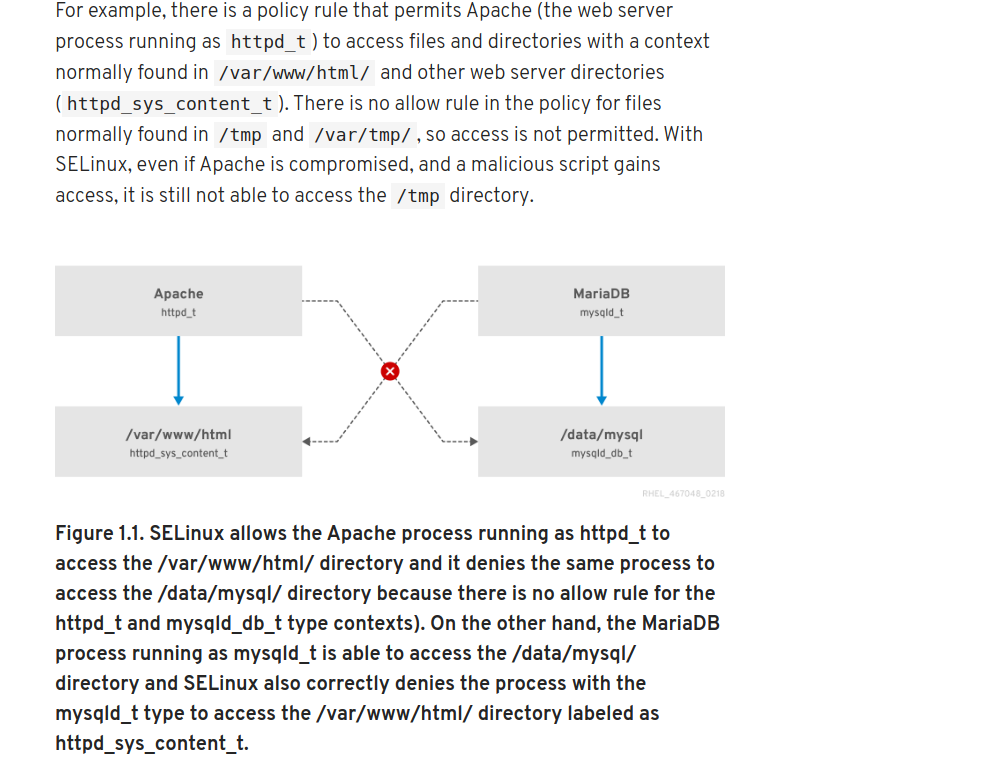 For example, there is a policy rule that permits Apache (the web server
process running as httpd_t ) to access files and directories with a context
normally found in /var/www/html/ and other web server directories
( httpd_sys_content_t ). There is no allow rule in the policy for files
normally found in /tmp and /var/tmp/ , so access is not permitted. With
SELinux, even if Apache is compromised, and a malicious script gains
access, it is still not able to access the /tmp directory.
Apache
httpd_t
MariaDB
mysqld_t
/var/www/html
httpd_sys_content_t
/data/mysql
mysqld_db_t
RHEL_467048_0218
Figure 1.1. SELinux allows the Apache process running as httpd_t to
access the /var/www/html/ directory and it denies the same process to
access the /data/mysql/ directory because there is no allow rule for the
httpd_t and mysqld_db_t type contexts). On the other hand, the MariaDB
process running as mysqld_t is able to access the /data/mysql/
directory and SELinux also correctly denies the process with the
mysqld_t type to access the /var/www/html/ directory labeled as
httpd_sys_content_t.